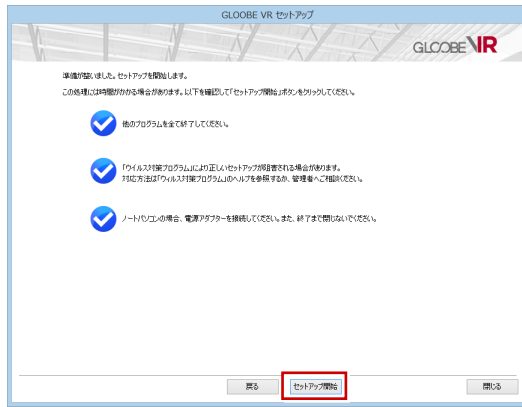 GLOOBE VR セットアップ
GLOOBE VR
準備が整いました。セットアップを開始します。
この処理には時間がかかる場合があります。以下を確認して「セットアップ開始」ボタンをクリックしてください。
他のプログラムを全て終了してください。
「ウイルス対策プログラム」により正しいセットアップが阻害される場合があります。
対応方法は「ウィルス対策プログラム」のヘルプを参照するか、管理者へご相談ください。
ノートパソコンの場合、電源アダプターを接続してください。また、終了まで閉じないでください。
戻る
セットアップ開始
閉じる